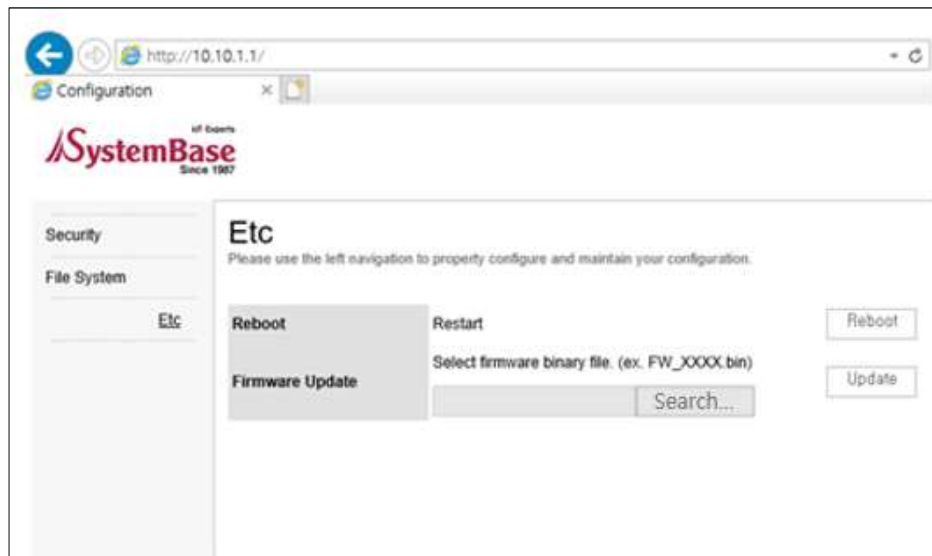 http://10.10.1.1/
Configuration
IoT Experts
SystemBase
Since 1987
Security
File System
Etc
Etc
Please use the left navigation to property configure and maintain your configuration.
Reboot Restart Reboot
Select firmware binary file. (ex. FW_XXXX.bin)
Firmware Update Update
Search...